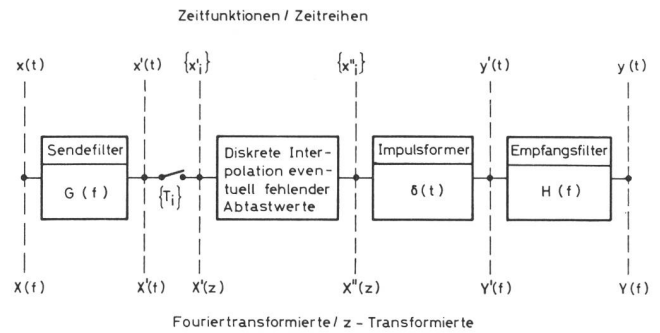 Zeitfunktionen / Zeitreihen
x(t) x'(t) {x'i} {x"i} y'(t) y(t)
Sendefilter
G (f)
{Ti}
Diskrete Inter-
polation even-
tuell fehlender
Abtastwerte
Impulsformer
δ(t)
Empfangsfilter
H (f)
X(f) X'(t) X'(z) X"(z) Y'(f) Y(f)
Fouriertransformierte / z - Transformierte